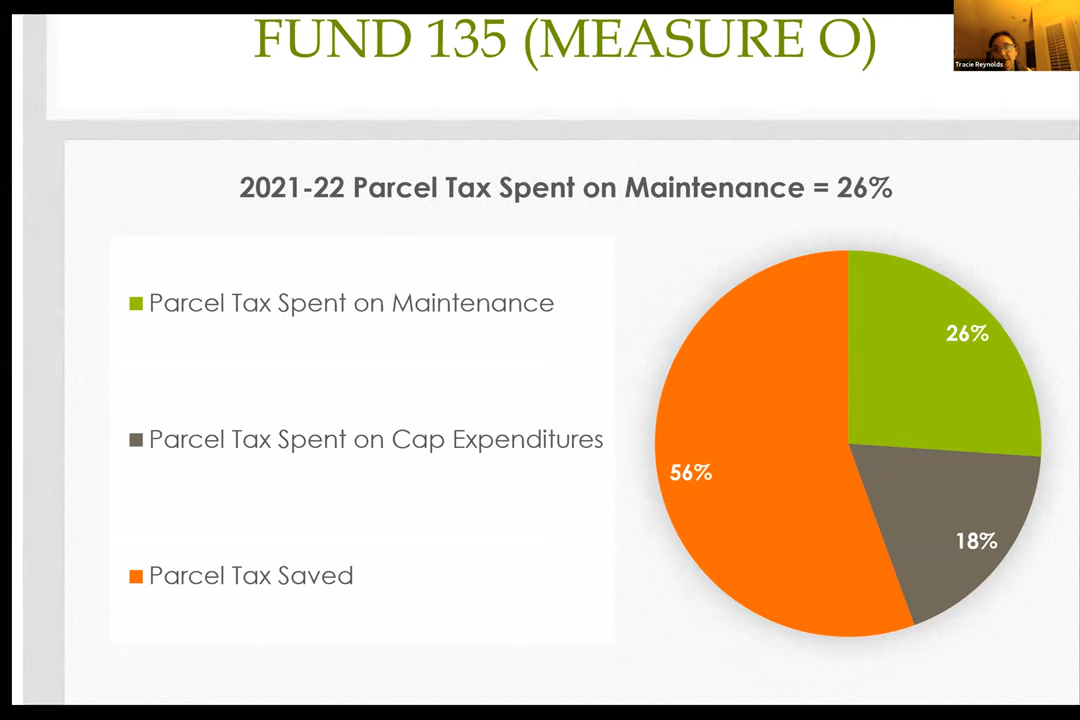 FUND 135 (MEASURE O)
Tracie Reynolds
2021-22 Parcel Tax Spent on Maintenance = 26%
Parcel Tax Spent on Maintenance
Parcel Tax Spent on Cap Expenditures
Parcel Tax Saved
26%
56%
18%